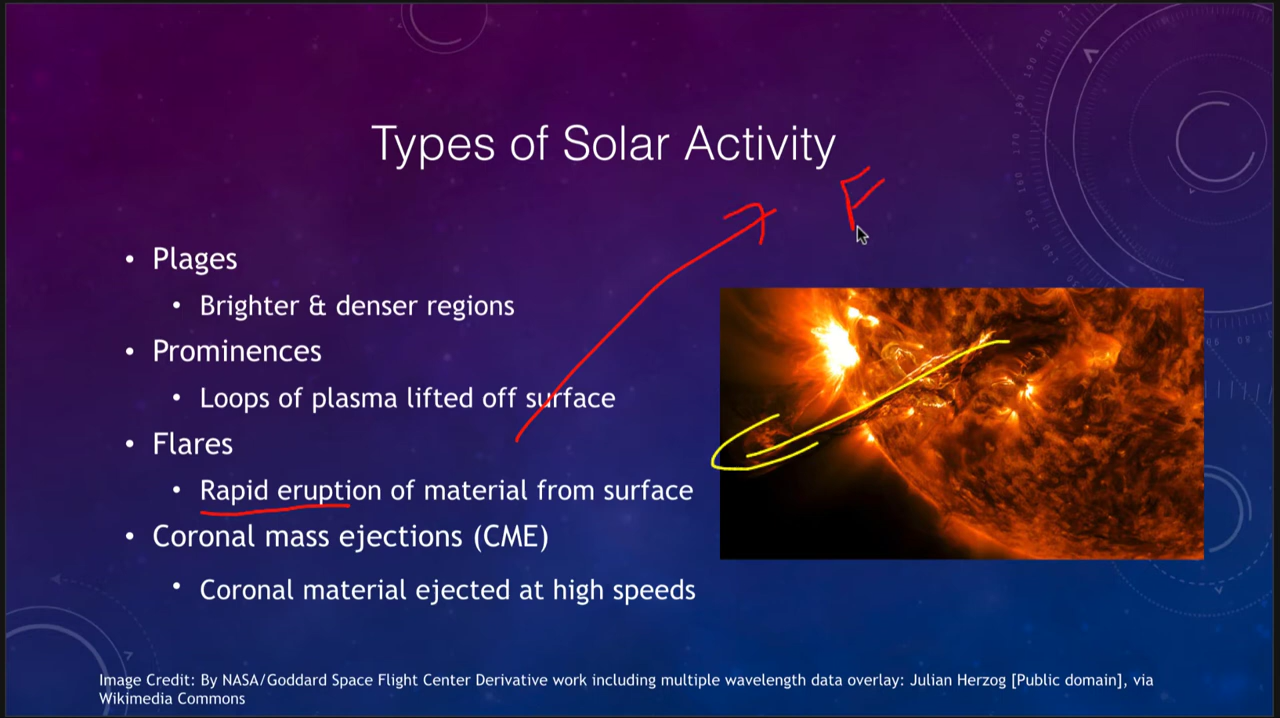 Types of Solar Activity
F
• Plages
• Brighter & denser regions
• Prominences
• Loops of plasma lifted off surface
• Flares
• Rapid eruption of material from surface
• Coronal mass ejections (CME)
• Coronal material ejected at high speeds
Image Credit: By NASA/Goddard Space Flight Center Derivative work including multiple wavelength data overlay: Julian Herzog [Public domain], via
Wikimedia Commons